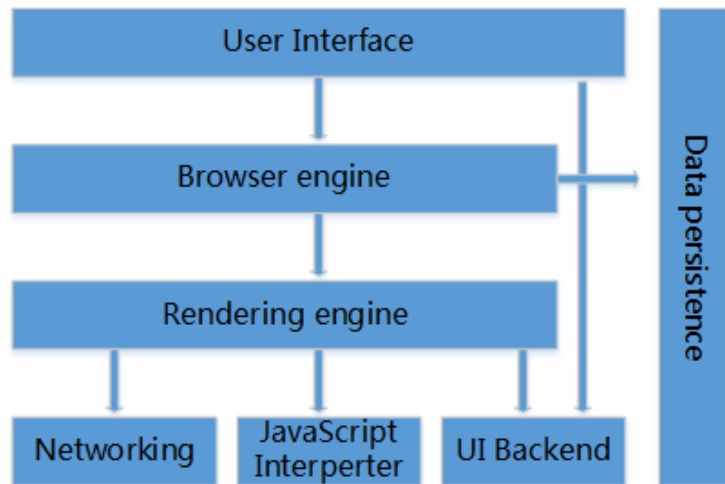 User Interface
Browser engine
Data persistence
Rendering engine
Networking
JavaScript
Interperter
UI Backend